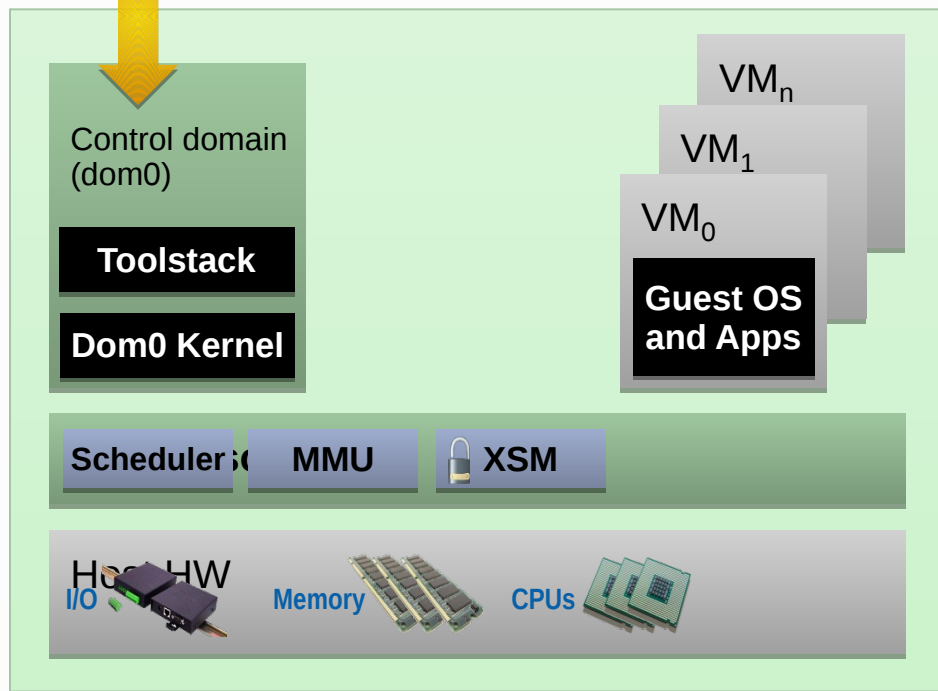 VMn
VM1
VM0
Control domain
(dom0)
Toolstack
Dom0 Kernel
Guest OS
and Apps
Scheduler
MMU
XSM
Host HW
I/O
Memory
CPUs